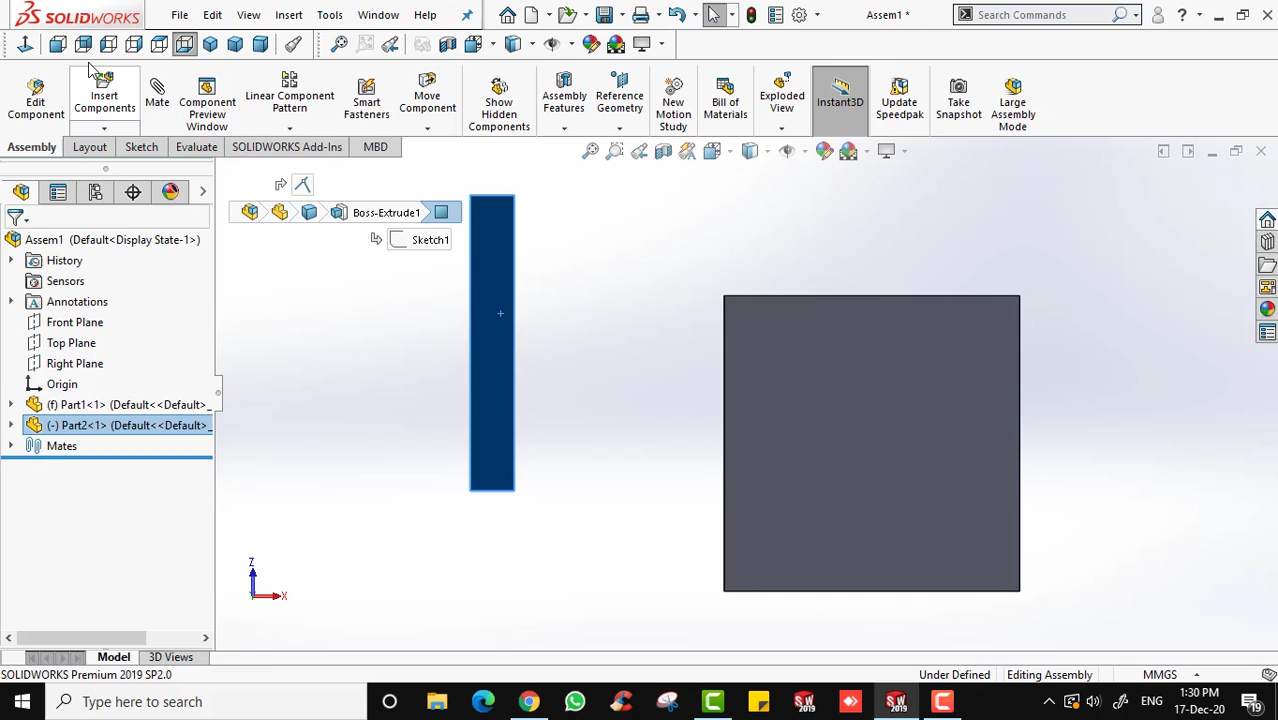 SOLIDWORKS
File
Edit
View
Insert
Tools
Window
Help
Assem1 *
Search Commands
?
Edit Component
Insert Components
Mate
Component Preview Window
Linear Component Pattern
Smart Fasteners
Move Component
Show Hidden Components
Assembly Features
Reference Geometry
New Motion Study
Bill of Materials
Exploded View
Instant3D
Update Speedpak
Take Snapshot
Large Assembly Mode
Assembly
Layout
Sketch
Evaluate
SOLIDWORKS Add-Ins
MBD
Boss-Extrude1
Sketch1
Assem1 (Default<Display State-1>)
History
Sensors
Annotations
Front Plane
Top Plane
Right Plane
Origin
(f) Part1<1> (Default<<Default>_
(-) Part2<1> (Default<<Default>_
Mates
Z
X
Model
3D Views
SOLIDWORKS Premium 2019 SP2.0
Under Defined
Editing Assembly
MMGS
Type here to search
ENG
1:30 PM
17-Dec-20
19